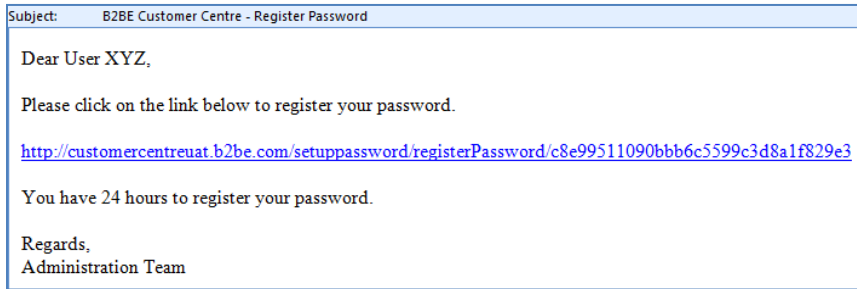 Subject: B2BE Customer Centre - Register Password
Dear User XYZ,
Please click on the link below to register your password.
http://customercentreuat.b2be.com/setuppassword/registerPassword/c8e99511090bbb6c5599c3d8a1f829e3
You have 24 hours to register your password.
Regards,
Administration Team